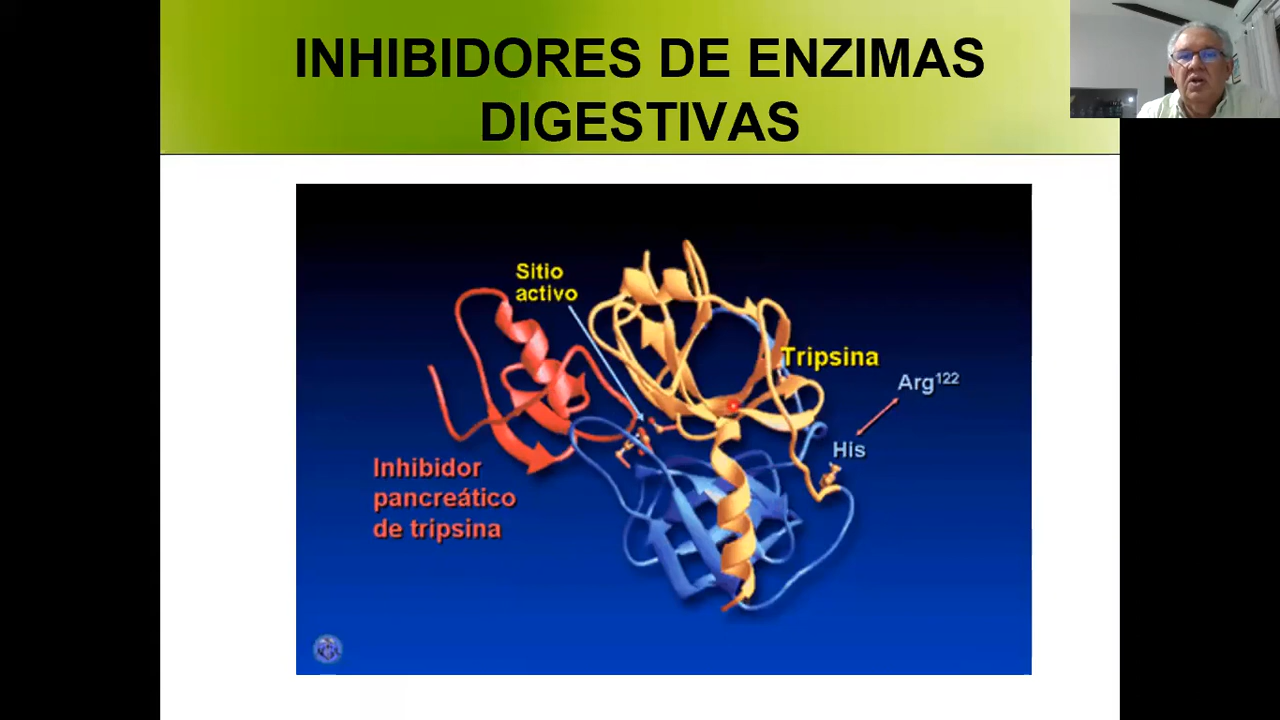 INHIBIDORES DE ENZIMAS
DIGESTIVAS
Sitio
activo
Tripsina
Arg122
His
Inhibidor
pancreático
de tripsina